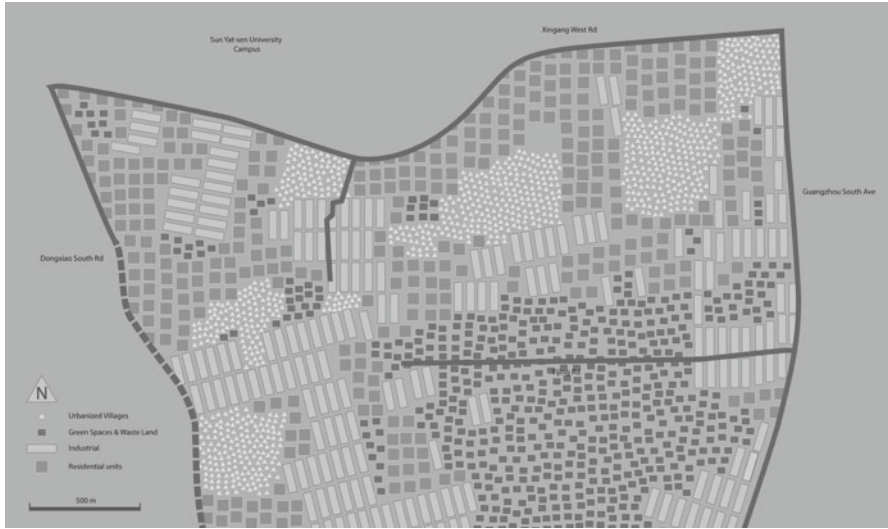 Sun Yat-sen University
Campus
Xingang West Rd
Guangzhou South Ave
Dongxiao South Rd
N
Urbanized Villages
Green Spaces & Waste Land
Industrial
Residential units
500 m